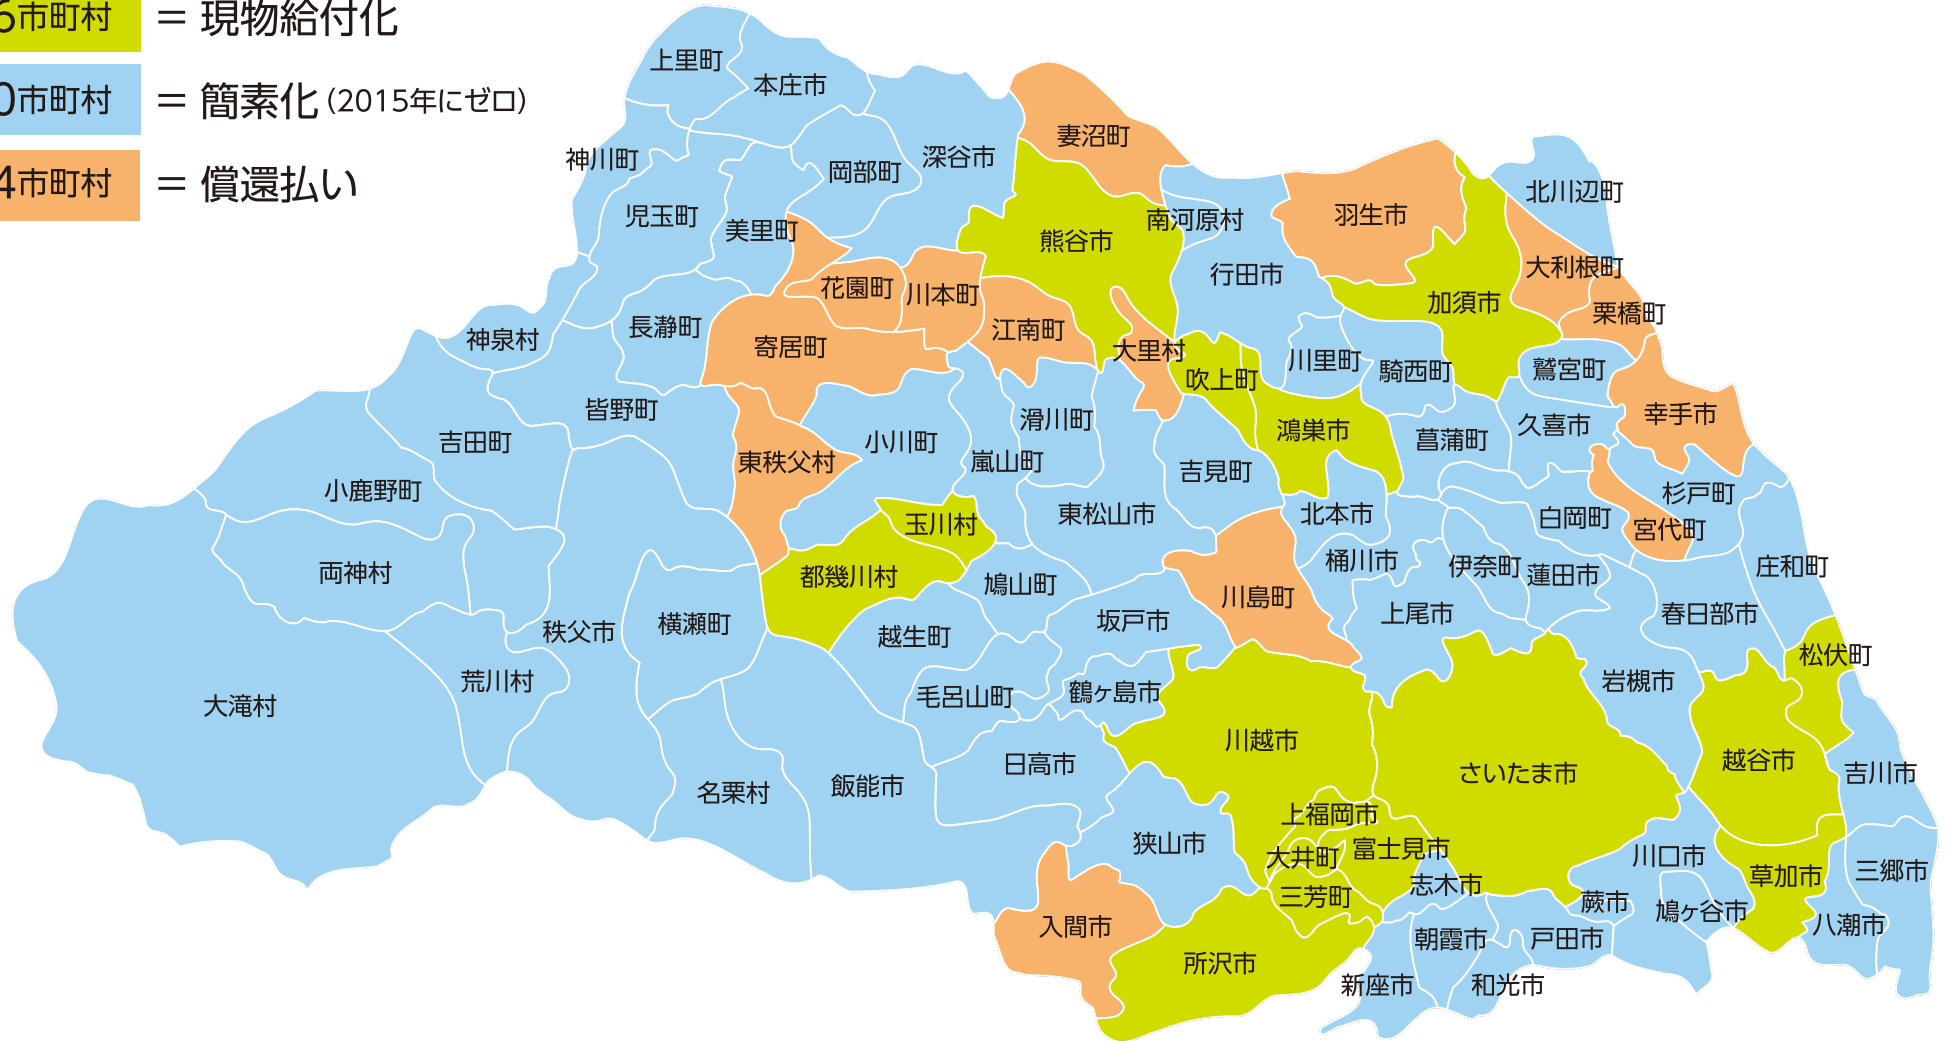 6市町村 = 現物給付化
0市町村 = 簡素化(2015年にゼロ)
4市町村 = 償還払い
上里町
本庄市
神川町
児玉町
美里町
岡部町
深谷市
妻沼町
熊谷市
南河原村
行田市
羽生市
加須市
北川辺町
大利根町
栗橋町
花園町
川本町
江南町
大里村
寄居町
長瀞町
神泉村
皆野町
吉田町
小鹿野町
両神村
大滝村
荒川村
秩父市
横瀬町
東秩父村
小川町
嵐山町
滑川町
吹上町
川里町
騎西町
鷲宮町
久喜市
幸手市
鴻巣市
菖蒲町
吉見町
東松山市
北本市
桶川市
白岡町
宮代町
杉戸町
庄和町
玉川村
都幾川村
鳩山町
越生町
毛呂山町
坂戸市
鶴ヶ島市
川島町
上尾市
伊奈町
蓮田市
春日部市
岩槻市
松伏町
越谷市
吉川市
名栗村
飯能市
日高市
狭山市
川越市
さいたま市
上福岡市
大井町
富士見市
三芳町
志木市
入間市
所沢市
新座市
朝霞市
和光市
戸田市
蕨市
川口市
鳩ヶ谷市
草加市
八潮市
三郷市